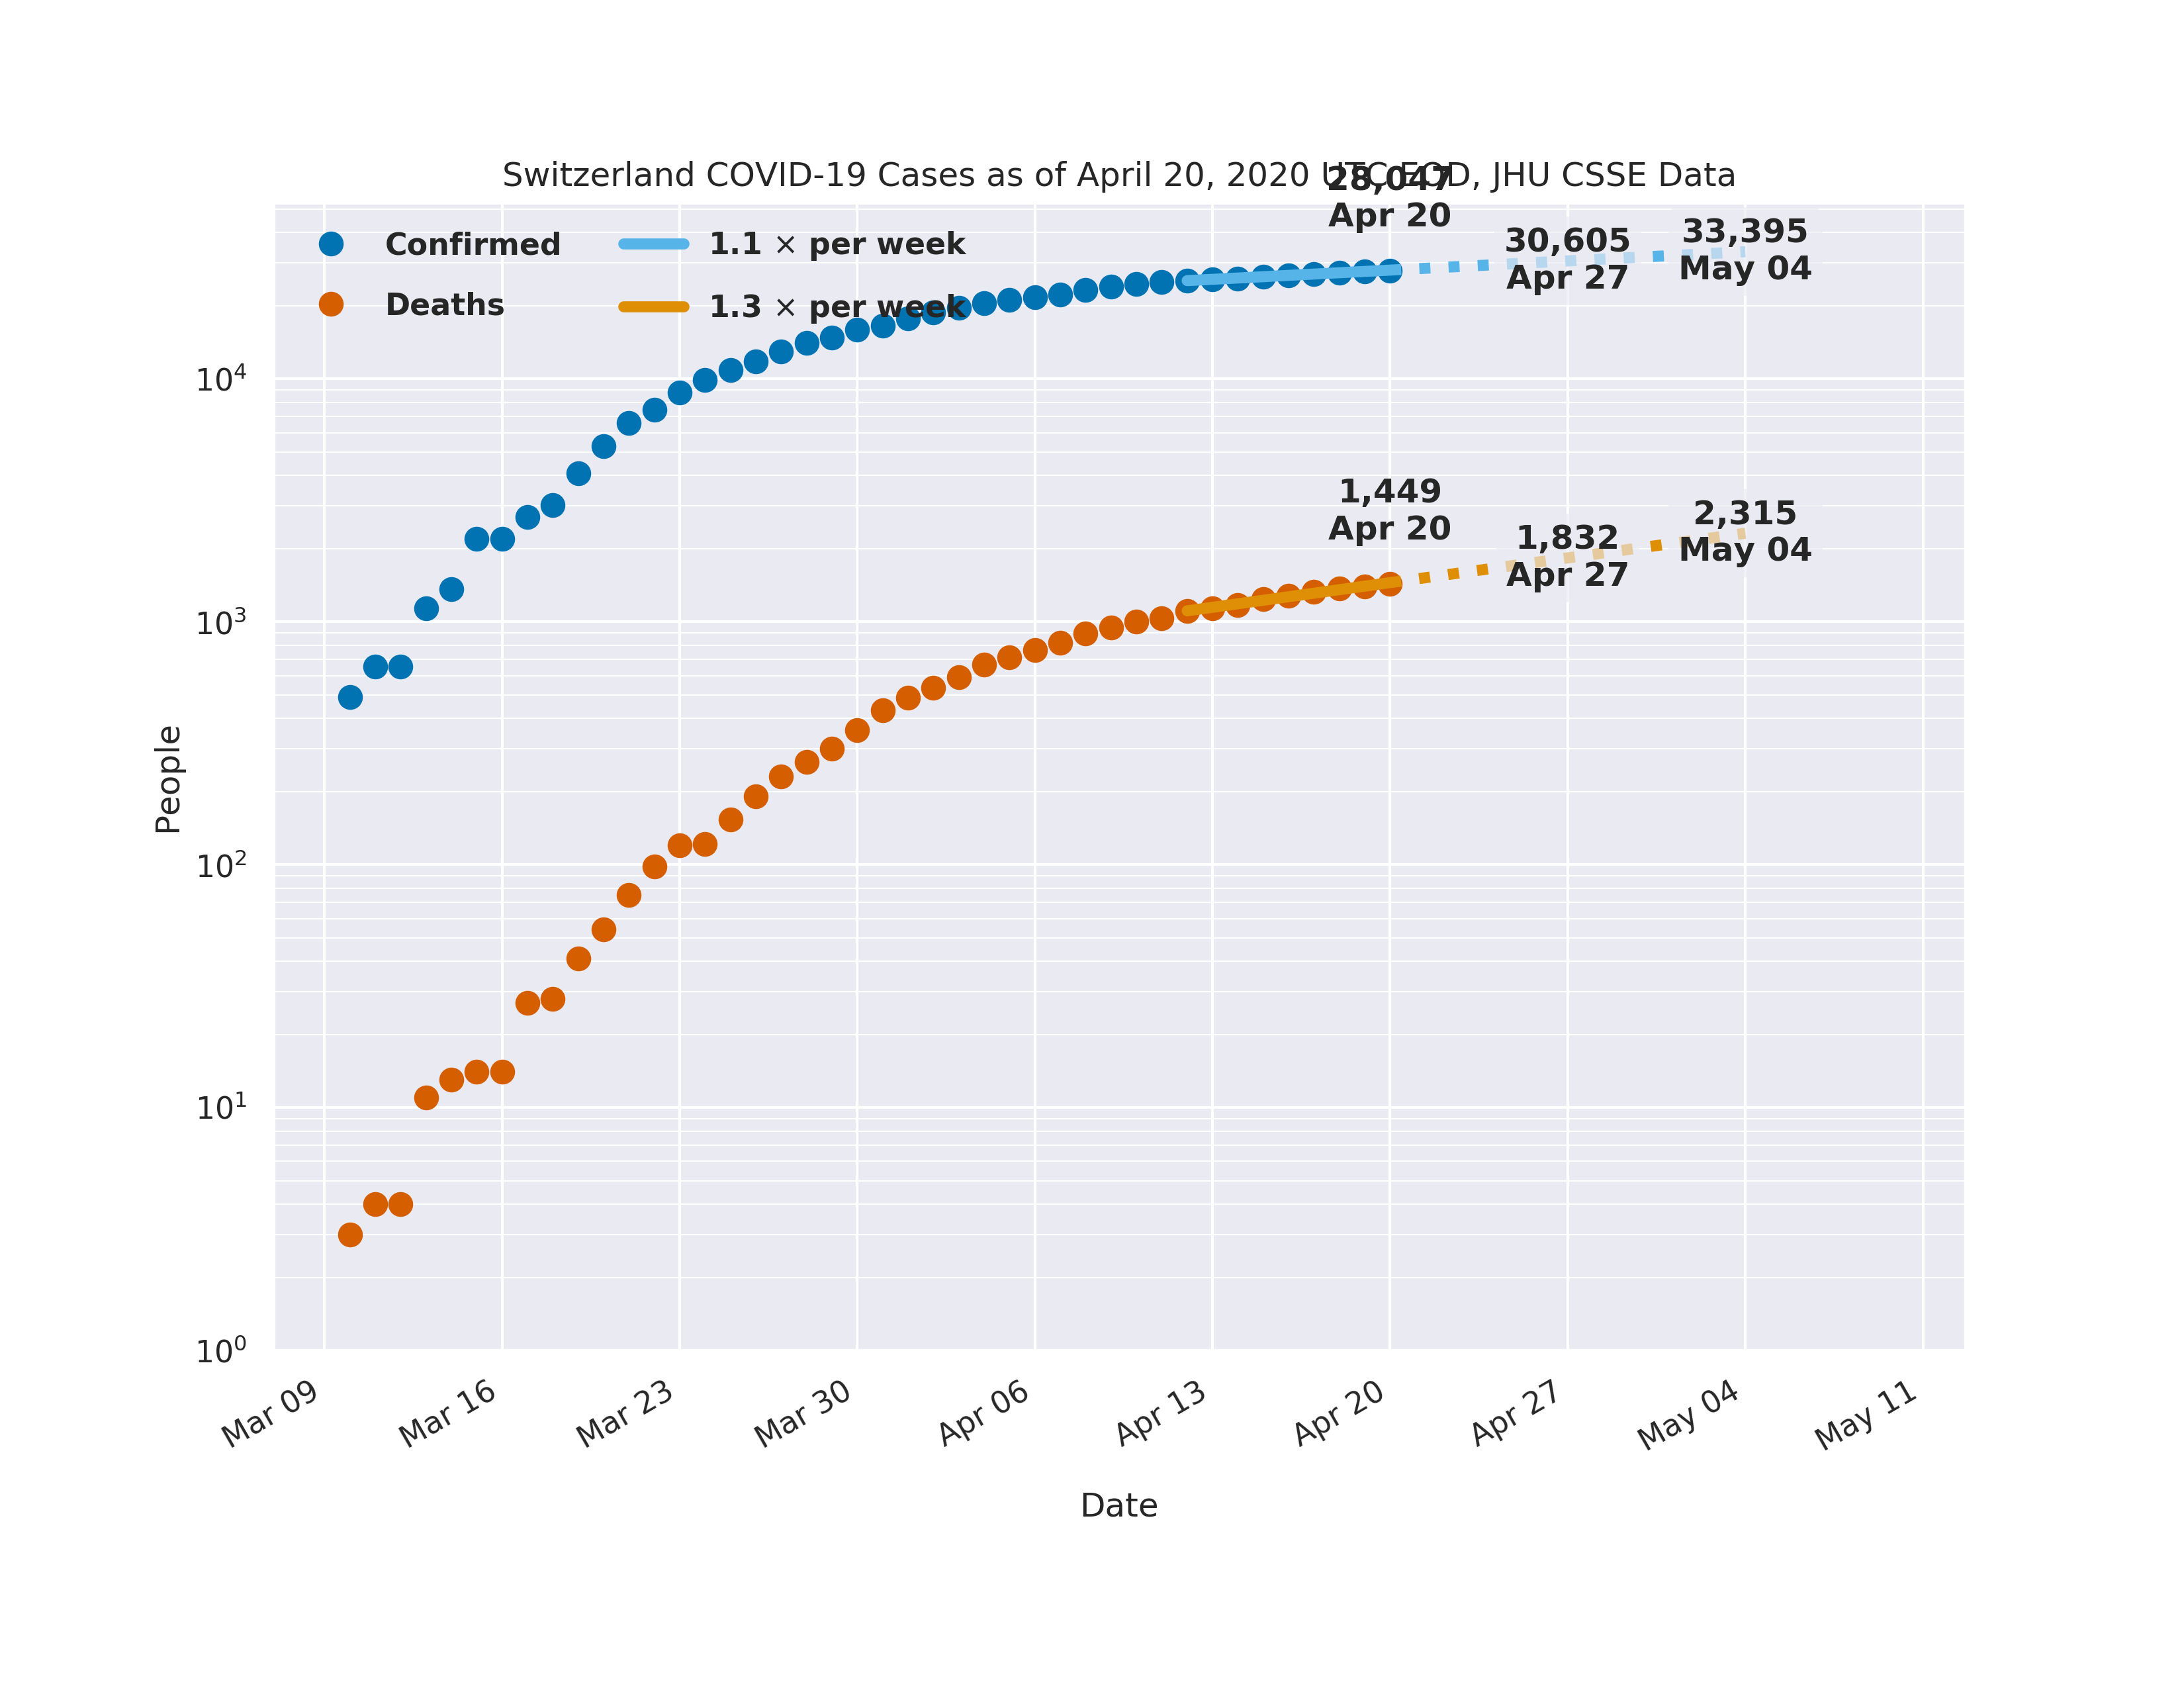 Switzerland COVID-19 Cases as of April 20, 2020 UTC EOD, JHU CSSE Data
28,047
Apr 20
30,605
Apr 27
33,395
May 04
Confirmed
1.1 × per week
Deaths
1.3 × per week
1,449
Apr 20
1,832
Apr 27
2,315
May 04
People
10⁴
10³
10²
10¹
10⁰
Mar 09
Mar 16
Mar 23
Mar 30
Apr 06
Apr 13
Apr 20
Apr 27
May 04
May 11
Date